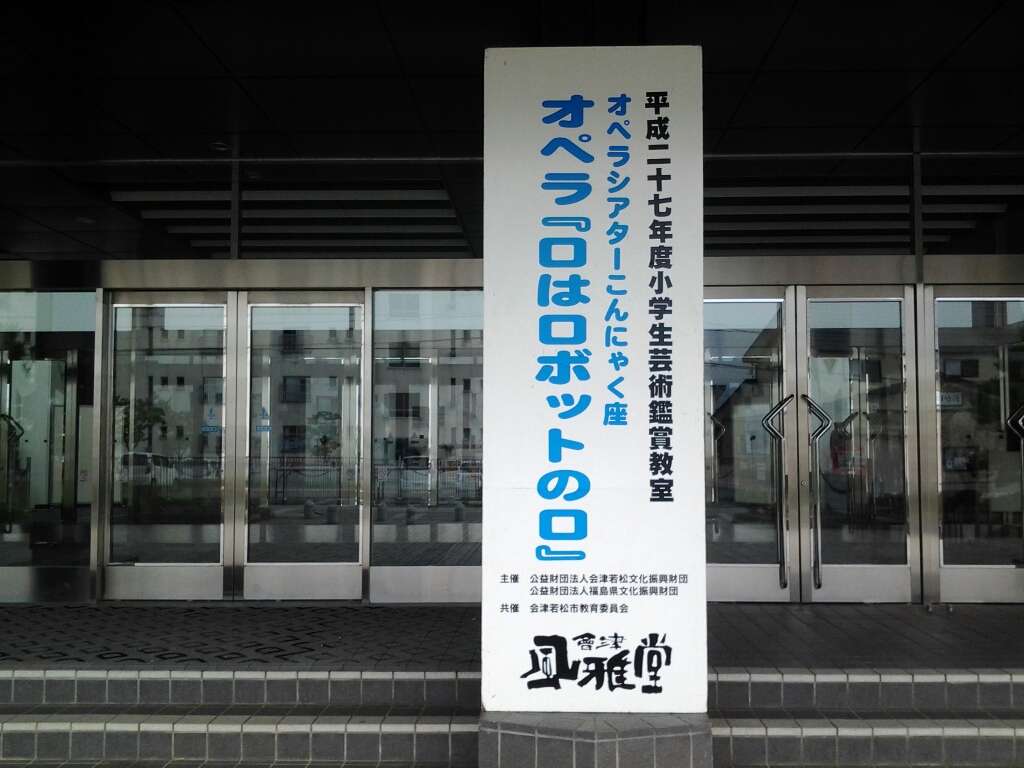 平成二十七年度小学生芸術鑑賞教室
オペラシアターこんにゃく座
オペラ『ロはロボットのロ』
主催 公益財団法人会津若松文化振興財団
公益財団法人福島県文化振興財団
共催 会津若松市教育委員会
會津
風雅堂